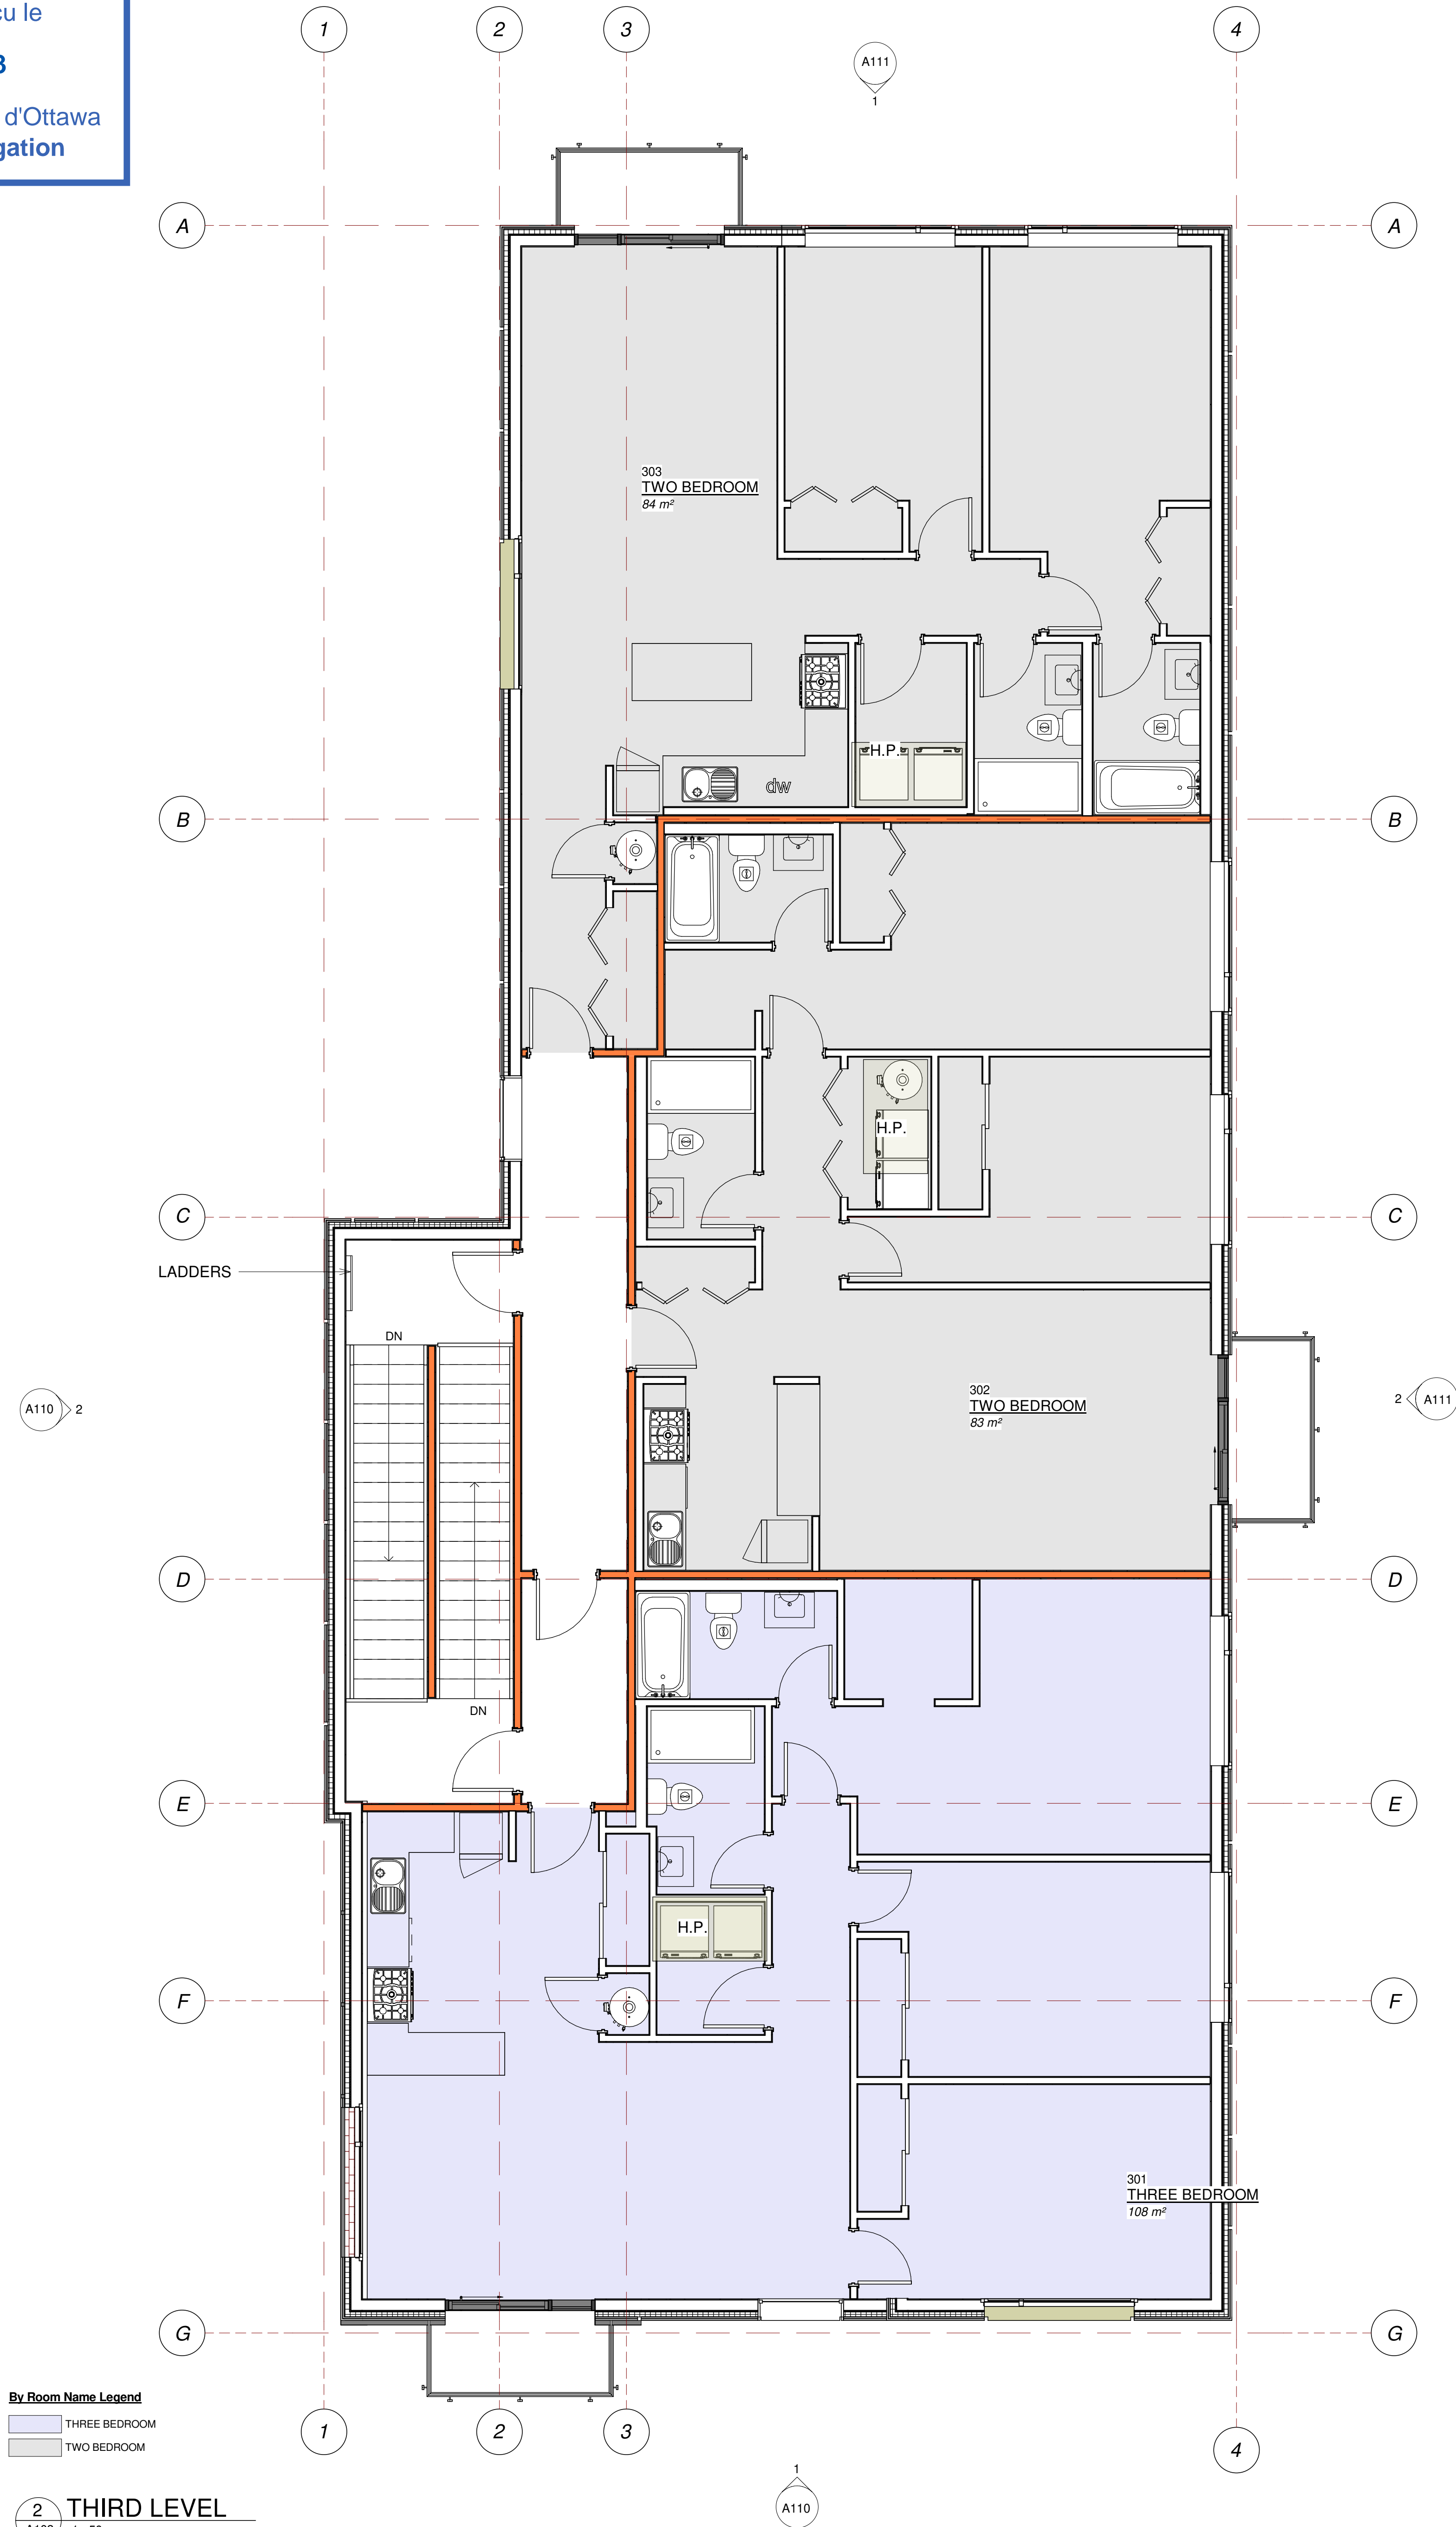 u le
d'Ottawa
gation
1
2
3
4
A111
1
A
A
303
TWO BEDROOM
84 m²
H.P.
dw
B
B
H.P.
C
C
LADDERS
DN
A110
2
302
TWO BEDROOM
83 m²
2
A111
D
D
DN
E
E
H.P.
F
F
301
THREE BEDROOM
108 m²
G
G
By Room Name Legend
THREE BEDROOM
TWO BEDROOM
1
2
3
4
1
A110
2
THIRD LEVEL